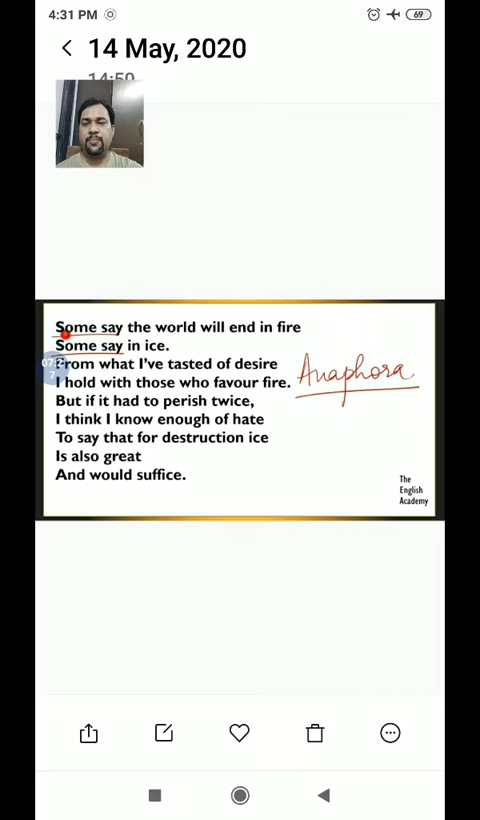 4:31 PM
69
14 May, 2020
14:50
Some say the world will end in fire
Some say in ice.
From what I've tasted of desire
I hold with those who favour fire.
But if it had to perish twice,
I think I know enough of hate
To say that for destruction ice
Is also great
And would suffice.
Anaphora
The
English
Academy